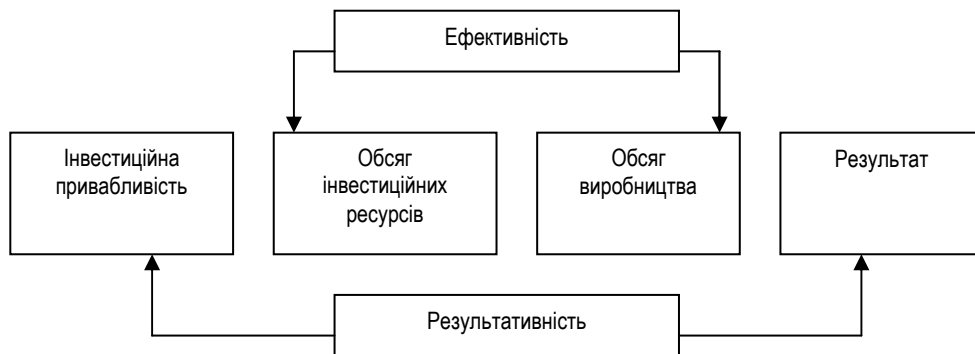 Ефективність
Інвестиційна
привабливість
Обсяг
інвестиційних
ресурсів
Обсяг
виробництва
Результат
Результативність